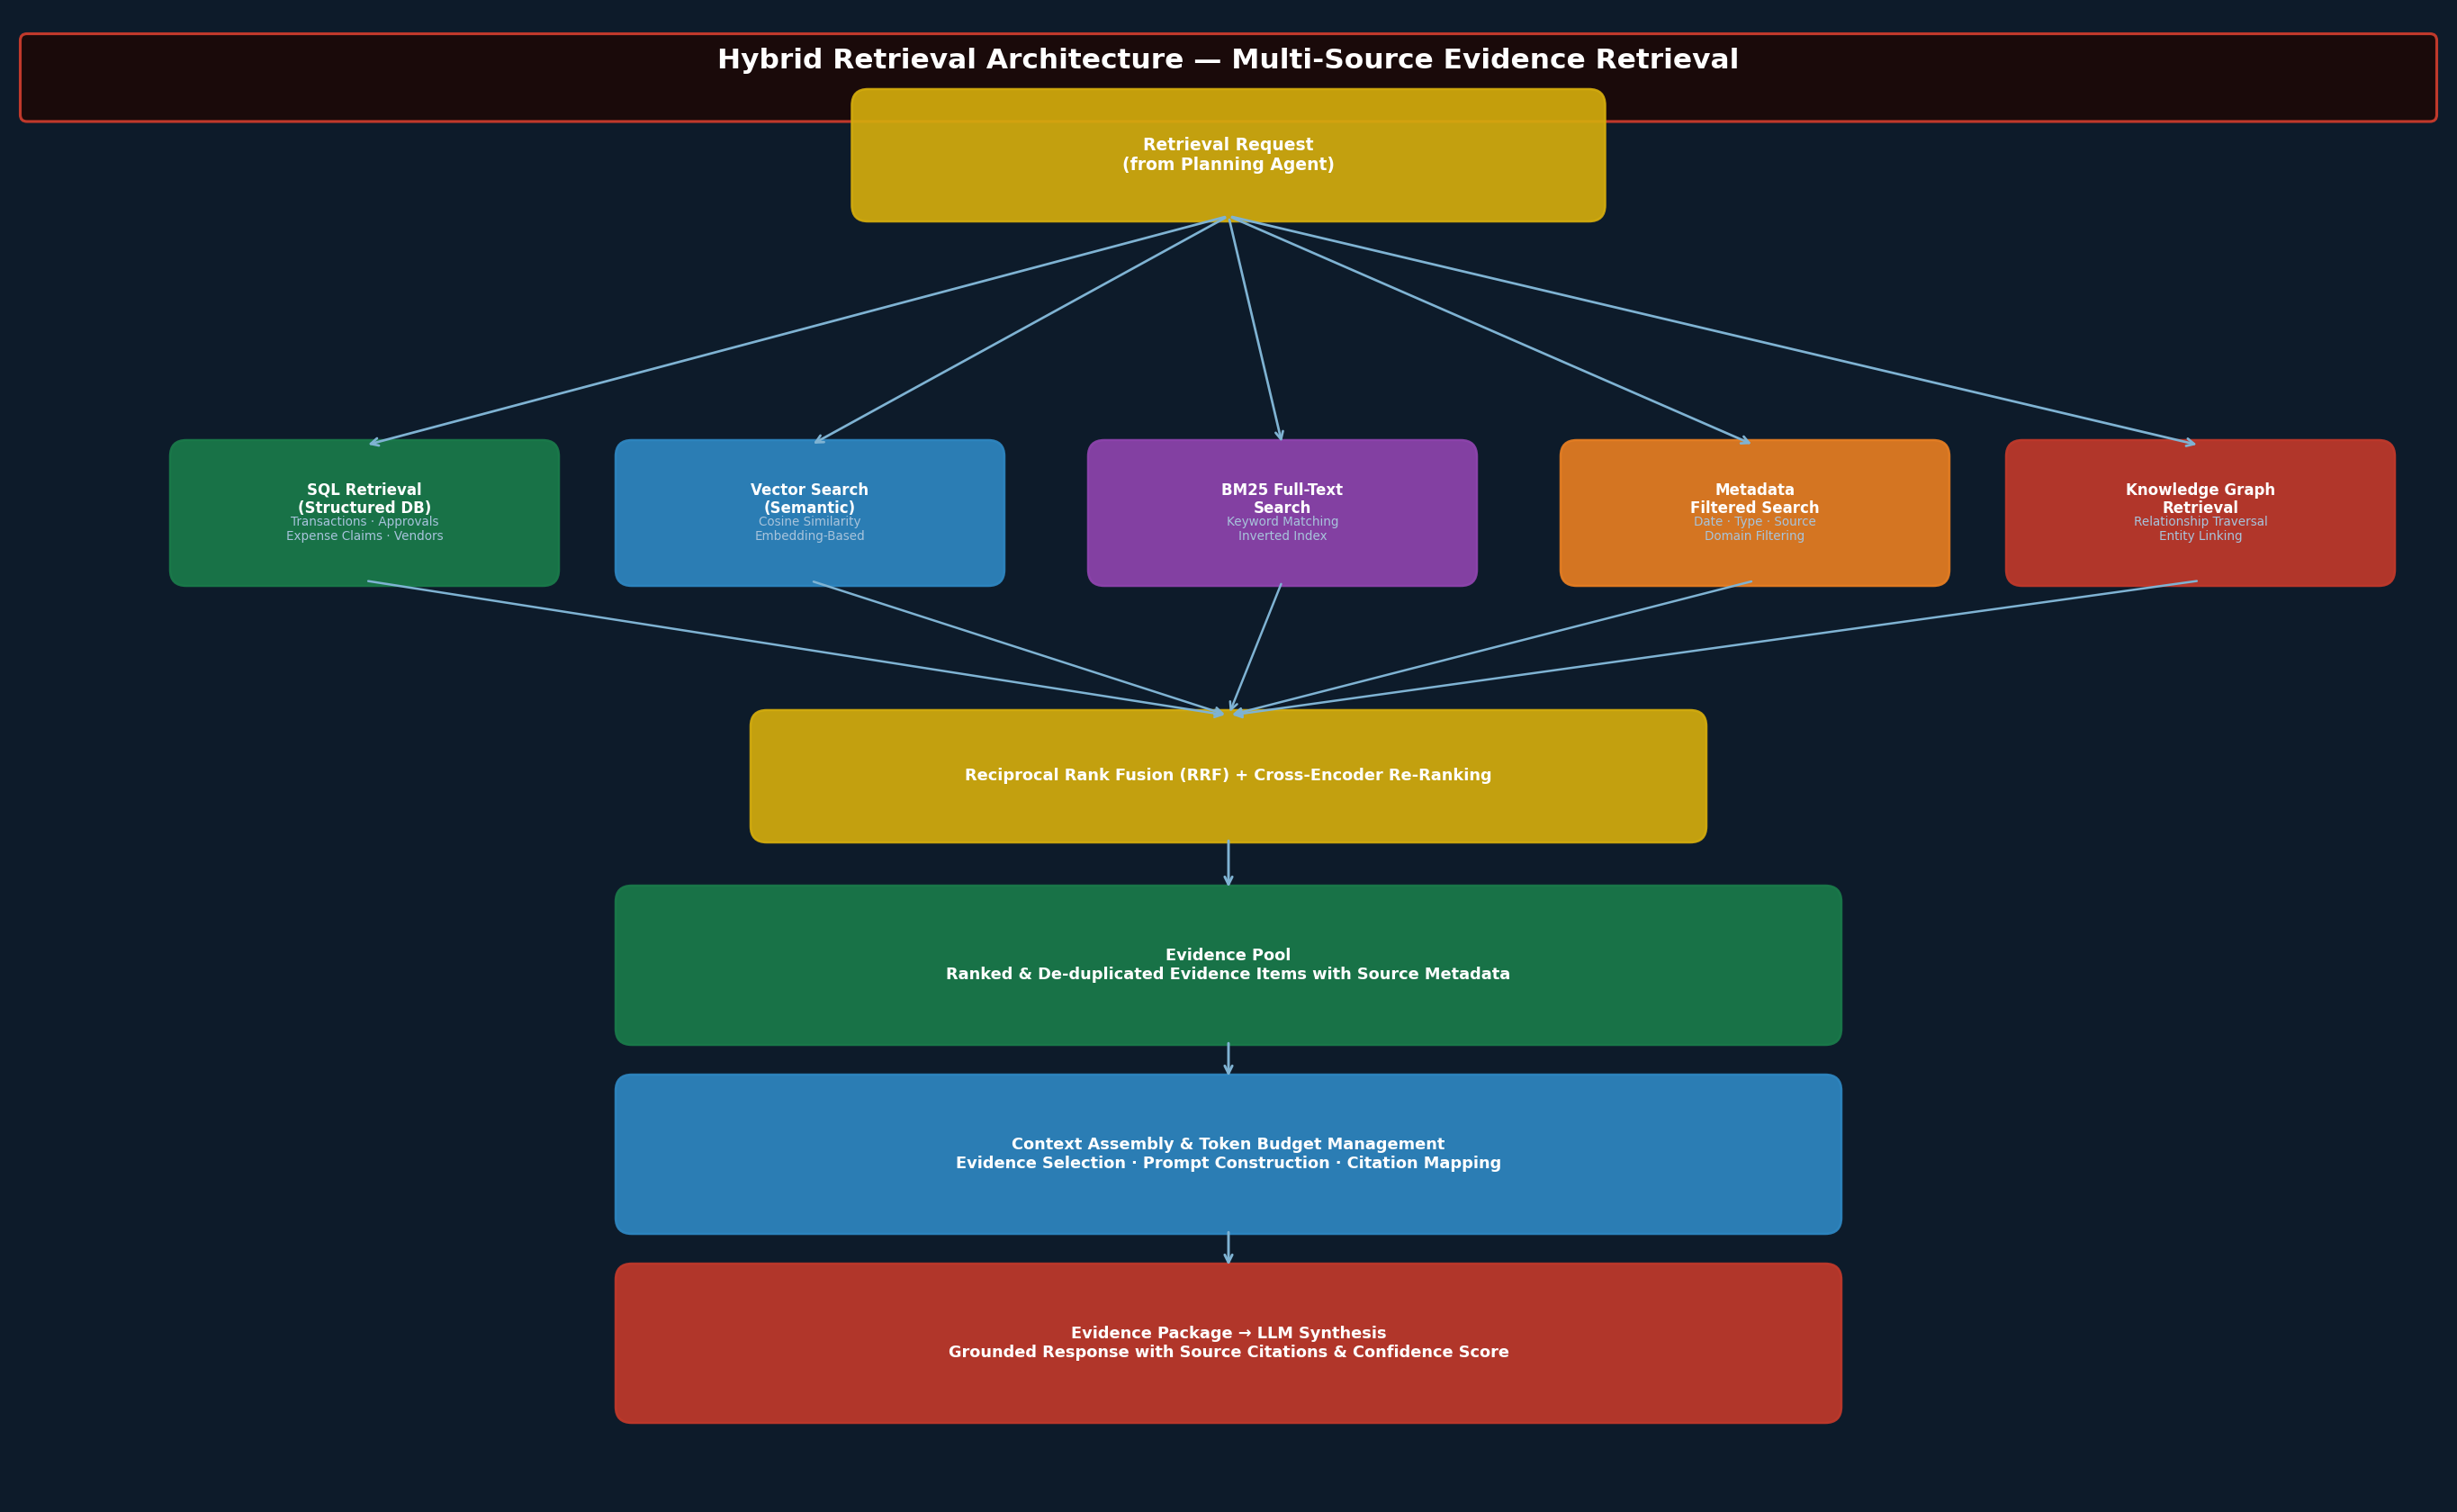 Hybrid Retrieval Architecture — Multi-Source Evidence Retrieval
Retrieval Request
(from Planning Agent)
SQL Retrieval
(Structured DB)
Transactions · Approvals
Expense Claims · Vendors
Vector Search
(Semantic)
Cosine Similarity
Embedding-Based
BM25 Full-Text
Search
Keyword Matching
Inverted Index
Metadata
Filtered Search
Date · Type · Source
Domain Filtering
Knowledge Graph
Retrieval
Relationship Traversal
Entity Linking
Reciprocal Rank Fusion (RRF) + Cross-Encoder Re-Ranking
Evidence Pool
Ranked & De-duplicated Evidence Items with Source Metadata
Context Assembly & Token Budget Management
Evidence Selection · Prompt Construction · Citation Mapping
Evidence Package → LLM Synthesis
Grounded Response with Source Citations & Confidence Score